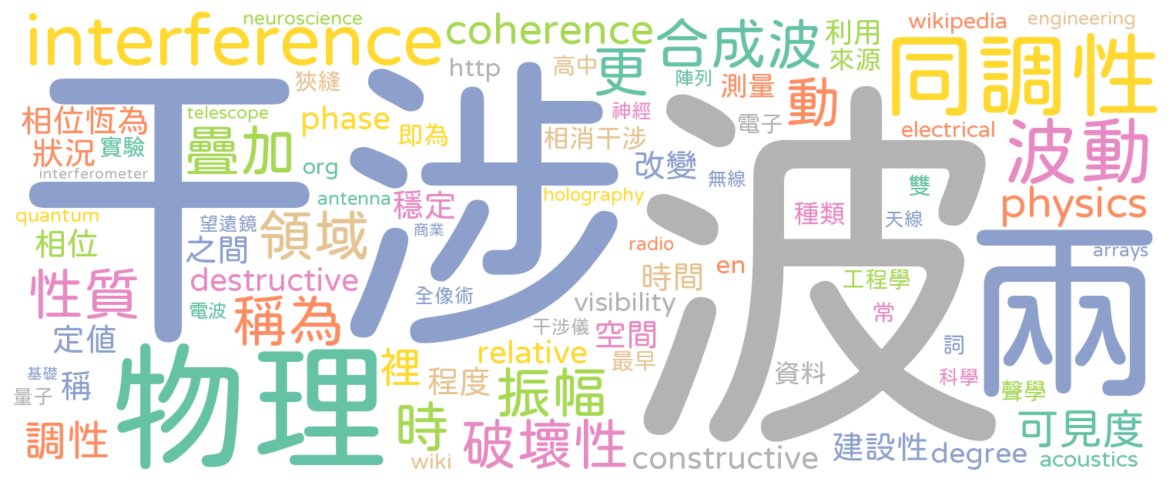 neuroscience
interference
coherence
http
高中
更
合成波
利用
來源
wikipedia
engineering
同調性
狹縫
干涉
波
陣列
測量
動
神經
電子
electrical
相位恆為
狀況
實驗
telescope
疊加
phase
即為
相消干涉
波動
interferometer
org
antenna
穩定
holography
改變
無線
雙
種類
天線
physics
quantum
望遠鏡
領域
商業
相位
之間
radio
en
兩
arrays
性質
destructive
時間
工程學
全像術
visibility
電波
稱為
干涉儀
空間
常
定值
物理
裡
relative
最早
詞
基礎
稱
量子
程度
振幅
資料
科學
聲學
調性
時
破壞性
可見度
wiki
constructive
建設性
degree
acoustics